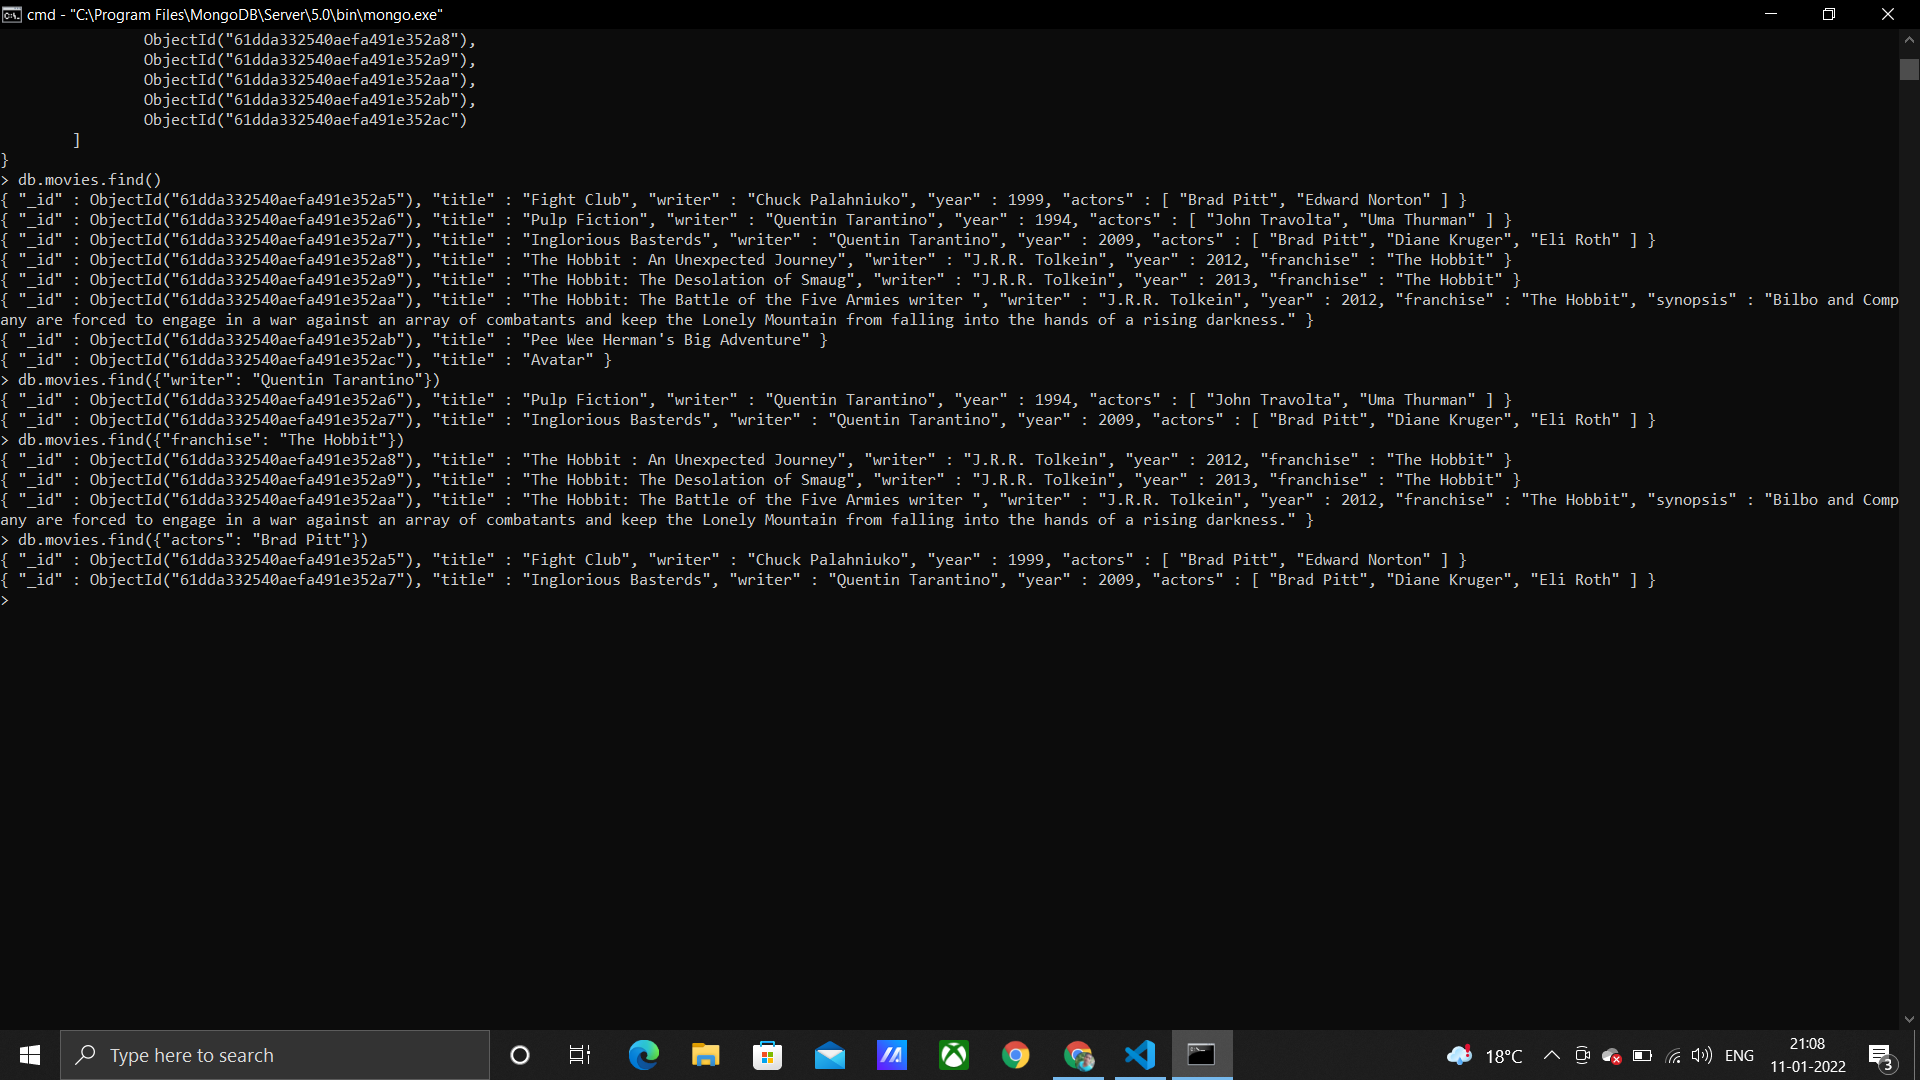 cmd - "C:\Program Files\MongoDB\Server\5.0\bin\mongo.exe"
                ObjectId("61dda332540aefa491e352a8"),
                ObjectId("61dda332540aefa491e352a9"),
                ObjectId("61dda332540aefa491e352aa"),
                ObjectId("61dda332540aefa491e352ab"),
                ObjectId("61dda332540aefa491e352ac")
        ]
}
> db.movies.find()
{ "_id" : ObjectId("61dda332540aefa491e352a5"), "title" : "Fight Club", "writer" : "Chuck Palahniuko", "year" : 1999, "actors" : [ "Brad Pitt", "Edward Norton" ] }
{ "_id" : ObjectId("61dda332540aefa491e352a6"), "title" : "Pulp Fiction", "writer" : "Quentin Tarantino", "year" : 1994, "actors" : [ "John Travolta", "Uma Thurman" ] }
{ "_id" : ObjectId("61dda332540aefa491e352a7"), "title" : "Inglorious Basterds", "writer" : "Quentin Tarantino", "year" : 2009, "actors" : [ "Brad Pitt", "Diane Kruger", "Eli Roth" ] }
{ "_id" : ObjectId("61dda332540aefa491e352a8"), "title" : "The Hobbit : An Unexpected Journey", "writer" : "J.R.R. Tolkein", "year" : 2012, "franchise" : "The Hobbit" }
{ "_id" : ObjectId("61dda332540aefa491e352a9"), "title" : "The Hobbit: The Desolation of Smaug", "writer" : "J.R.R. Tolkein", "year" : 2013, "franchise" : "The Hobbit" }
{ "_id" : ObjectId("61dda332540aefa491e352aa"), "title" : "The Hobbit: The Battle of the Five Armies writer ", "writer" : "J.R.R. Tolkein", "year" : 2012, "franchise" : "The Hobbit", "synopsis" : "Bilbo and Comp
any are forced to engage in a war against an array of combatants and keep the Lonely Mountain from falling into the hands of a rising darkness." }
{ "_id" : ObjectId("61dda332540aefa491e352ab"), "title" : "Pee Wee Herman's Big Adventure" }
{ "_id" : ObjectId("61dda332540aefa491e352ac"), "title" : "Avatar" }
> db.movies.find({"writer": "Quentin Tarantino"})
{ "_id" : ObjectId("61dda332540aefa491e352a6"), "title" : "Pulp Fiction", "writer" : "Quentin Tarantino", "year" : 1994, "actors" : [ "John Travolta", "Uma Thurman" ] }
{ "_id" : ObjectId("61dda332540aefa491e352a7"), "title" : "Inglorious Basterds", "writer" : "Quentin Tarantino", "year" : 2009, "actors" : [ "Brad Pitt", "Diane Kruger", "Eli Roth" ] }
> db.movies.find({"franchise": "The Hobbit"})
{ "_id" : ObjectId("61dda332540aefa491e352a8"), "title" : "The Hobbit : An Unexpected Journey", "writer" : "J.R.R. Tolkein", "year" : 2012, "franchise" : "The Hobbit" }
{ "_id" : ObjectId("61dda332540aefa491e352a9"), "title" : "The Hobbit: The Desolation of Smaug", "writer" : "J.R.R. Tolkein", "year" : 2013, "franchise" : "The Hobbit" }
{ "_id" : ObjectId("61dda332540aefa491e352aa"), "title" : "The Hobbit: The Battle of the Five Armies writer ", "writer" : "J.R.R. Tolkein", "year" : 2012, "franchise" : "The Hobbit", "synopsis" : "Bilbo and Comp
any are forced to engage in a war against an array of combatants and keep the Lonely Mountain from falling into the hands of a rising darkness." }
> db.movies.find({"actors": "Brad Pitt"})
{ "_id" : ObjectId("61dda332540aefa491e352a5"), "title" : "Fight Club", "writer" : "Chuck Palahniuko", "year" : 1999, "actors" : [ "Brad Pitt", "Edward Norton" ] }
{ "_id" : ObjectId("61dda332540aefa491e352a7"), "title" : "Inglorious Basterds", "writer" : "Quentin Tarantino", "year" : 2009, "actors" : [ "Brad Pitt", "Diane Kruger", "Eli Roth" ] }
>
Type here to search
18°C
ENG
21:08
11-01-2022
3